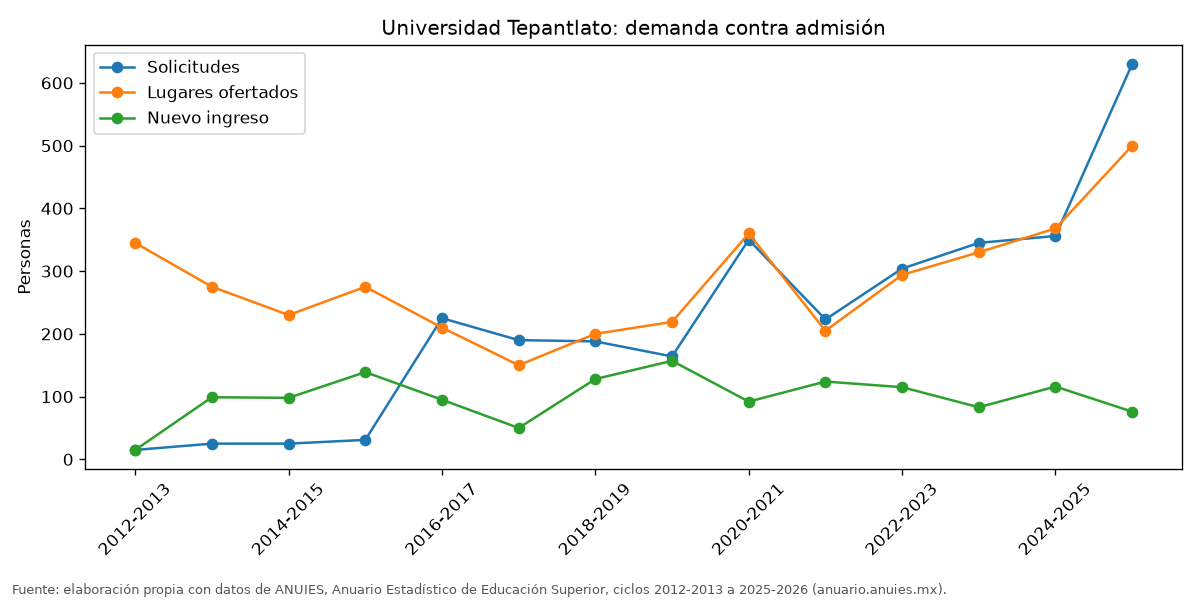 Universidad Tepantlato: demanda contra admisión
Solicitudes
Lugares ofertados
Nuevo ingreso
Personas
600
500
400
300
200
100
0
2012-2013
2014-2015
2016-2017
2018-2019
2020-2021
2022-2023
2024-2025
Fuente: elaboración propia con datos de ANUIES, Anuario Estadístico de Educación Superior, ciclos 2012-2013 a 2025-2026 (anuario.anuies.mx).